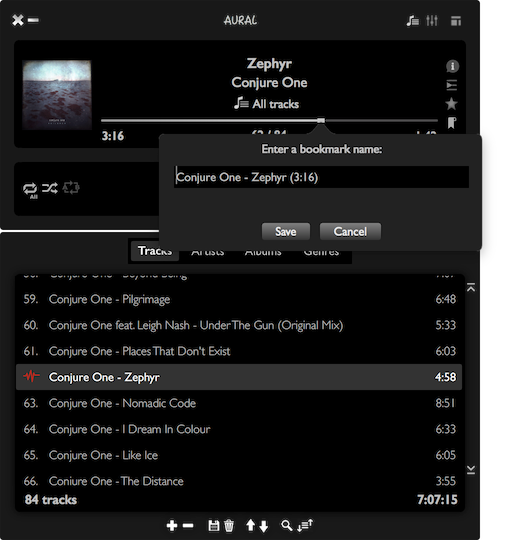 AURAL
Zephyr
Conjure One
All tracks
3:16
Enter a bookmark name:
Conjure One - Zephyr (3:16)
All
Save Cancel
Tracks Artists Albums Genres
59. Conjure One - Pilgrimage 6:48
60. Conjure One feat. Leigh Nash - Under The Gun (Original Mix) 5:33
61. Conjure One - Places That Don't Exist 6:03
Conjure One - Zephyr 4:58
63. Conjure One - Nomadic Code 8:51
64. Conjure One - I Dream In Colour 6:33
65. Conjure One - Like Ice 6:05
66. Conjure One - The Distance 3:55
84 tracks 7:07:15